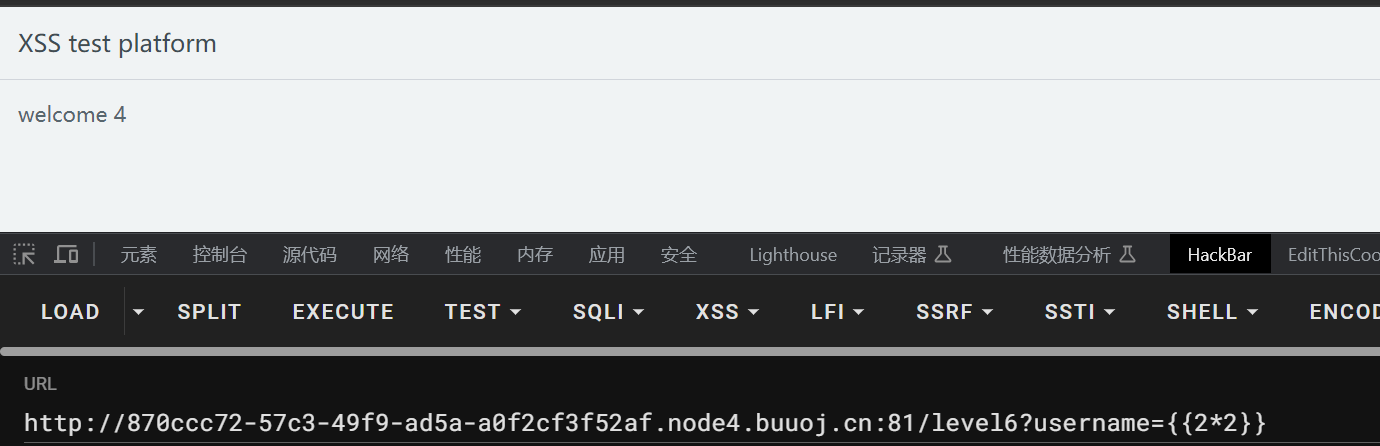 XSS test platform
welcome 4
元素 控制台 源代码 网络 性能 内存 应用 安全 Lighthouse 记录器 性能数据分析 HackBar EditThisCoo
LOAD SPLIT EXECUTE TEST SQLI XSS LFI SSRF SSTI SHELL ENCOD
URL
http://870ccc72-57c3-49f9-ad5a-a0f2cf3f52af.node4.buuoj.cn:81/level6?username={{2*2}}